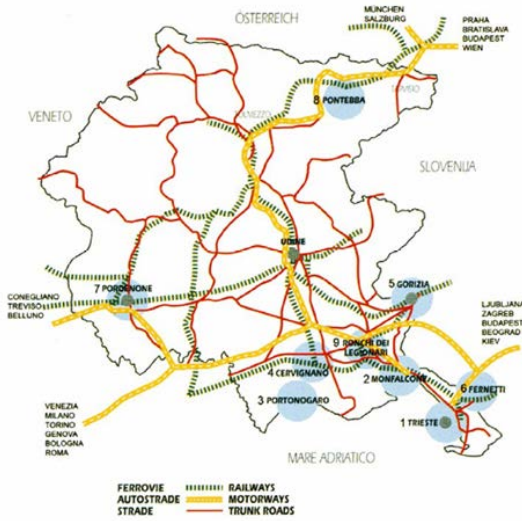 ÖSTERREICH
MÜNCHEN
SALZBURG
PRAHA
BRATISLAVA
BUDAPEST
WIEN
TARVISIO
8 PONTEBBA
TOLMEZZO
VENETO
SLOVENIJA
UDINE
7 PORDENONE
5 GORIZIA
CONEGLIANO
TREVISO
BELLUNO
LJUBLJANA
ZAGREB
BUDAPEST
BEOGRAD
KIEV
9 RONCHI DEI
LEGIONARI
4 CERVIGNANO
2 MONFALCONE
6 FERNETTI
3 PORTONOGARO
1 TRIESTE
VENEZIA
MILANO
TORINO
GENOVA
BOLOGNA
ROMA
MARE ADRIATICO
FERROVIE RAILWAYS
AUTOSTRADE MOTORWAYS
STRADE TRUNK ROADS